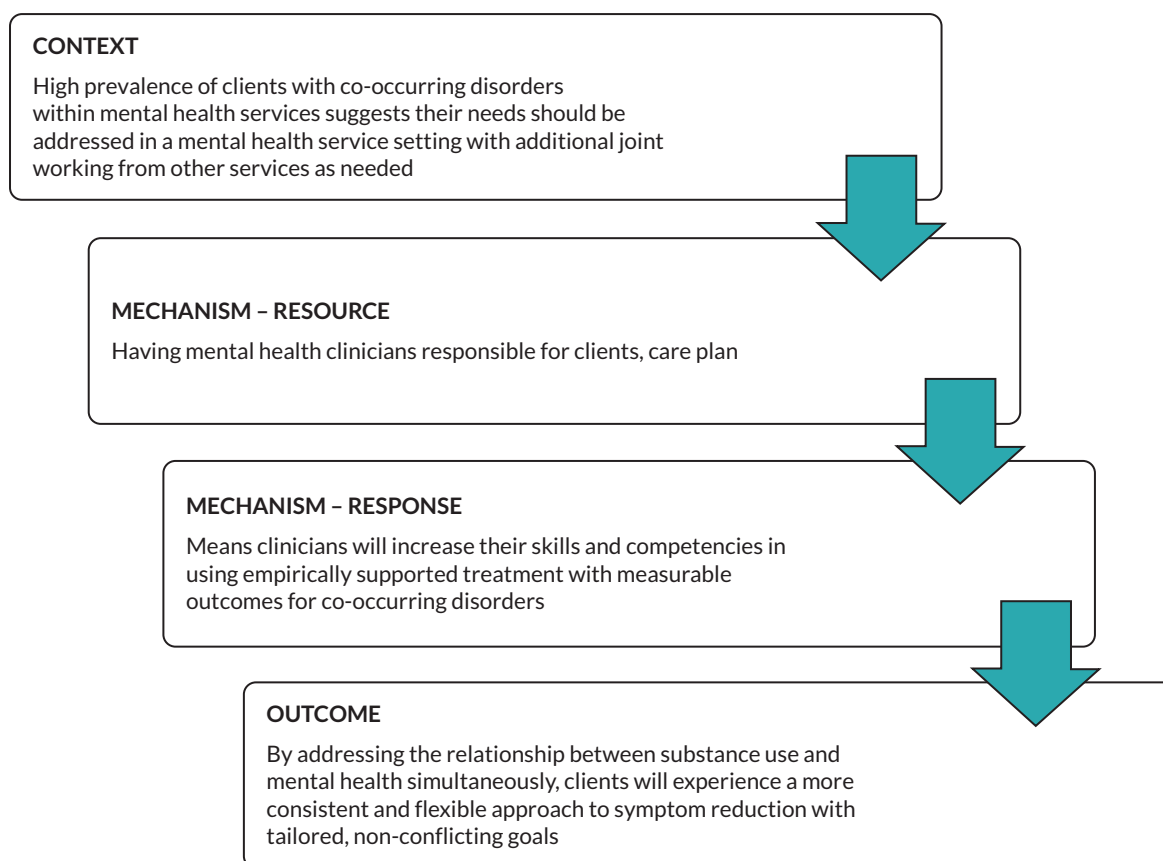 CONTEXT
High prevalence of clients with co-occurring disorders
within mental health services suggests their needs should be
addressed in a mental health service setting with additional joint
working from other services as needed
MECHANISM – RESOURCE
Having mental health clinicians responsible for clients, care plan
MECHANISM – RESPONSE
Means clinicians will increase their skills and competencies in
using empirically supported treatment with measurable
outcomes for co-occurring disorders
OUTCOME
By addressing the relationship between substance use and
mental health simultaneously, clients will experience a more
consistent and flexible approach to symptom reduction with
tailored, non-conflicting goals